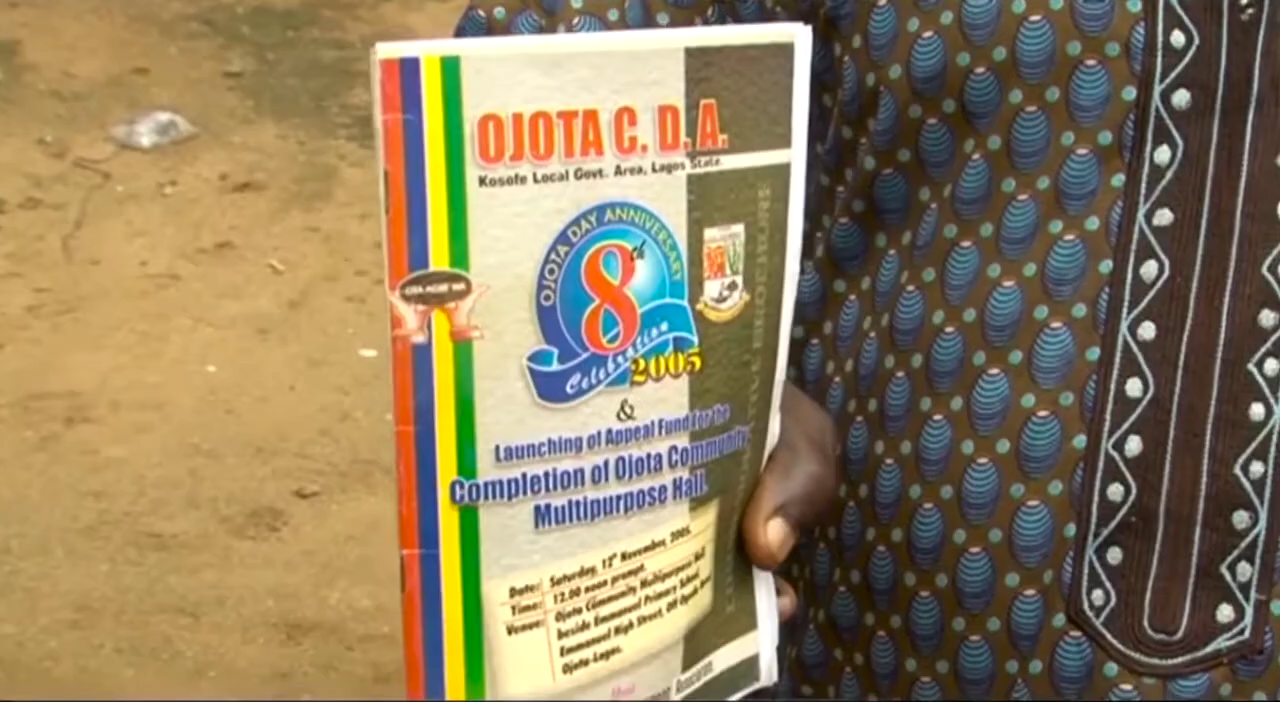 OJOTA C. D. A.
Kosofe Local Govt. Area, Lagos State.
OJOTA DAY ANNIVERSARY
8th
Celebration
2005
&
Launching of Appeal Fund for the
Completion of Ojota Community
Multipurpose Hall.
Date: Saturday, 12th November, 2005.
Time: 12.00 noon prompt.
Venue: Ojota Community Multipurpose Hall
beside Emmanuel Primary School
Emmanuel High Street, Off
Ojota-Lagos.